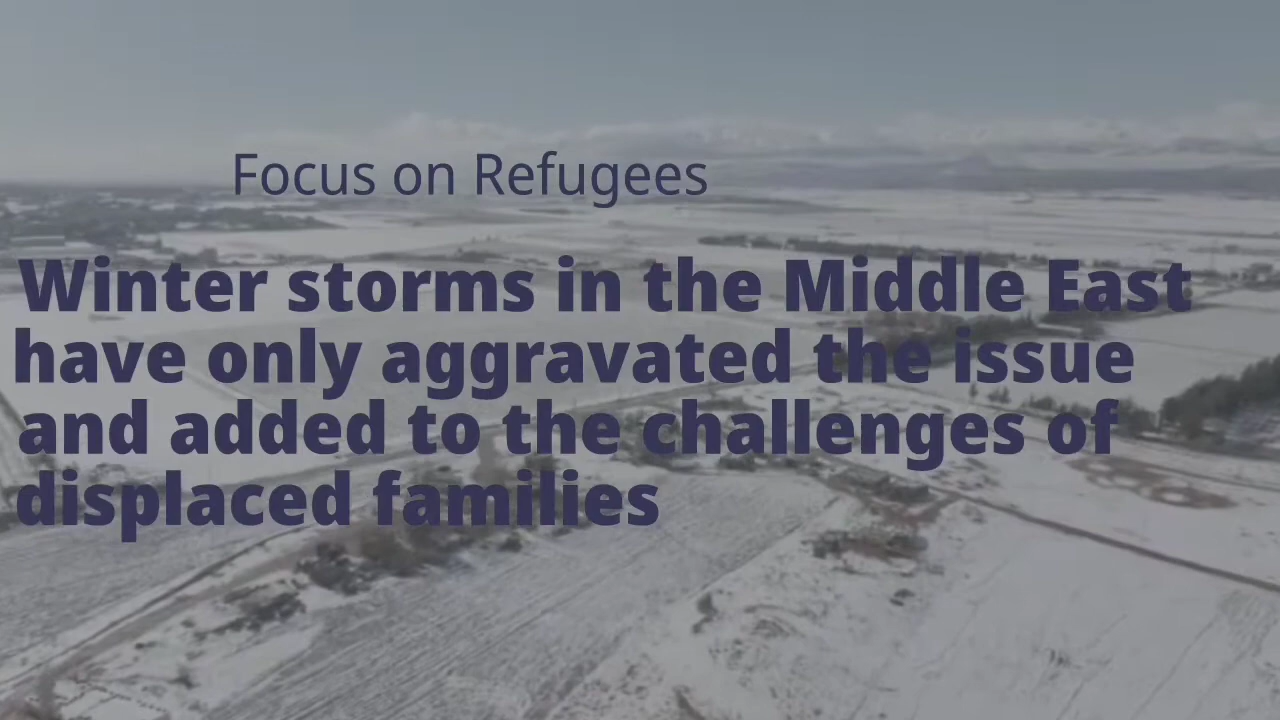 Focus on Refugees
Winter storms in the Middle East
have only aggravated the issue
and added to the challenges of
displaced families